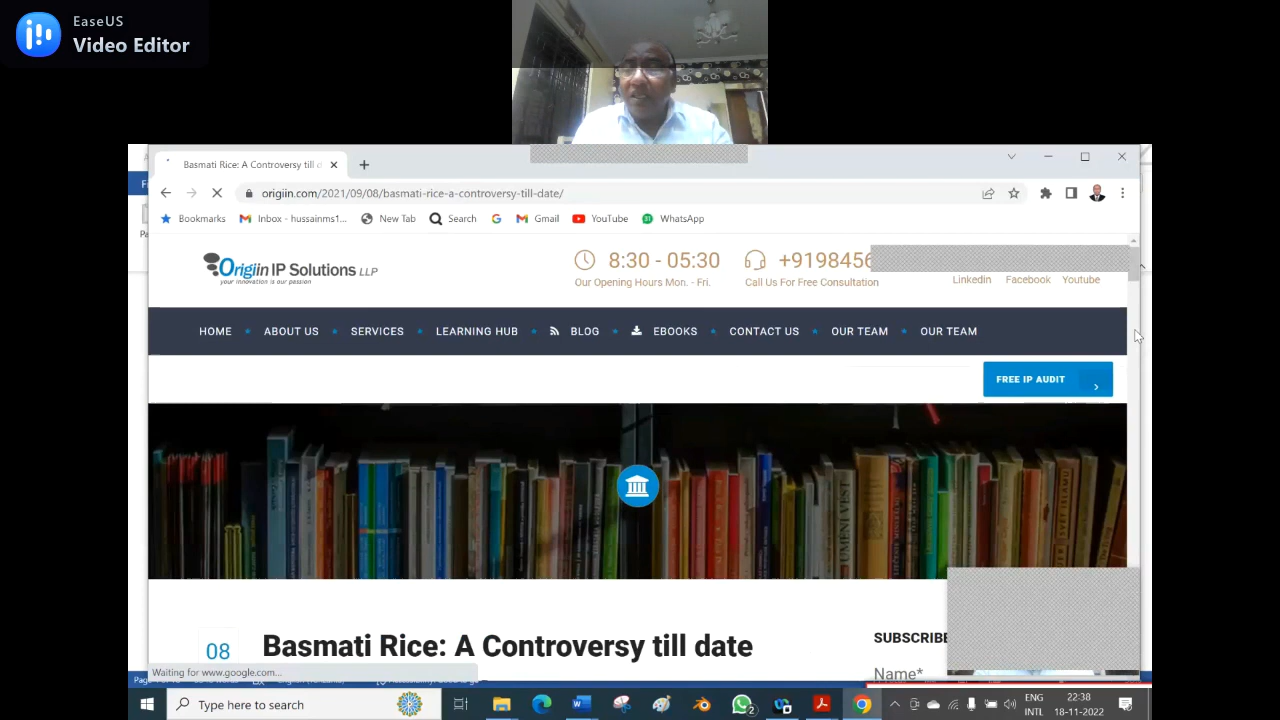 EaseUS
Video Editor
Basmati Rice: A Controversy till d
origiin.com/2021/09/08/basmati-rice-a-controversy-till-date/
Bookmarks Inbox - hussainms1... New Tab Search Gmail YouTube WhatsApp
Origiin IP Solutions LLP
your innovation is our passion
8:30 - 05:30
Our Opening Hours Mon. - Fri.
+9198456
Call Us For Free Consultation
Linkedin Facebook Youtube
HOME ABOUT US SERVICES LEARNING HUB BLOG EBOOKS CONTACT US OUR TEAM OUR TEAM
FREE IP AUDIT
08
Basmati Rice: A Controversy till date
SUBSCRIBE
Name*
Waiting for www.google.com...
Type here to search
2
ENG
INTL
22:38
18-11-2022